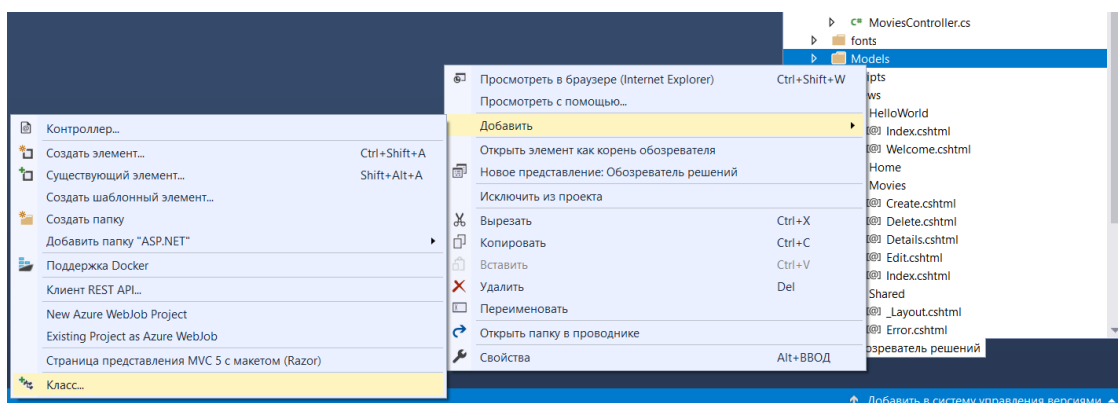 MoviesController.cs
fonts
Models
Просмотреть в браузере (Internet Explorer) Ctrl+Shift+W
Просмотреть с помощью...
Добавить
Открыть элемент как корень обозревателя
Новое представление: Обозреватель решений
Исключить из проекта
Вырезать Ctrl+X
Копировать Ctrl+C
Вставить Ctrl+V
Удалить Del
Переименовать
Открыть папку в проводнике
Свойства Alt+ВВОД
Контроллер...
Создать элемент... Ctrl+Shift+A
Существующий элемент... Shift+Alt+A
Создать шаблонный элемент...
Создать папку
Добавить папку "ASP.NET"
Поддержка Docker
Клиент REST API...
New Azure WebJob Project
Existing Project as Azure WebJob
Страница представления MVC 5 с макетом (Razor)
Класс...
HelloWorld
Index.cshtml
Welcome.cshtml
Home
Movies
Create.cshtml
Delete.cshtml
Details.cshtml
Edit.cshtml
Index.cshtml
Shared
_Layout.cshtml
Error.cshtml
решений
Добавить в систему управления версиями